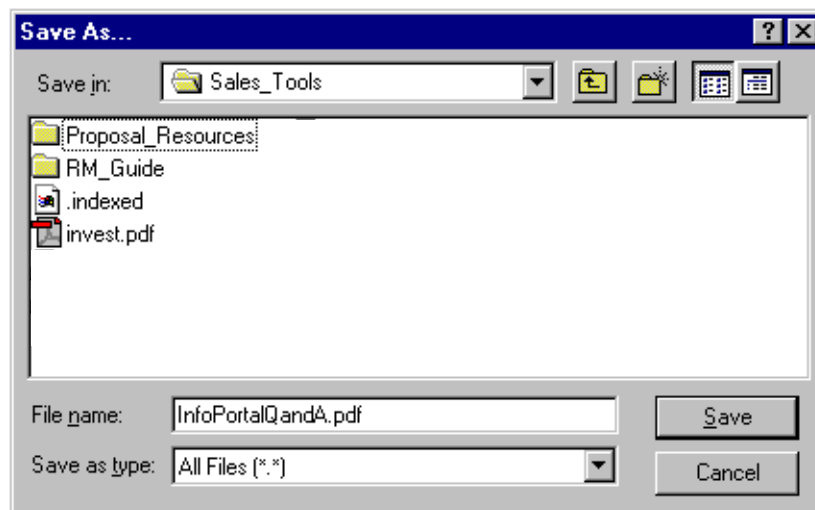 Save As...
Save in: Sales_Tools
Proposal_Resources
RM_Guide
.indexed
invest.pdf
File name: InfoPortalQandA.pdf Save
Save as type: All Files (*.*) Cancel